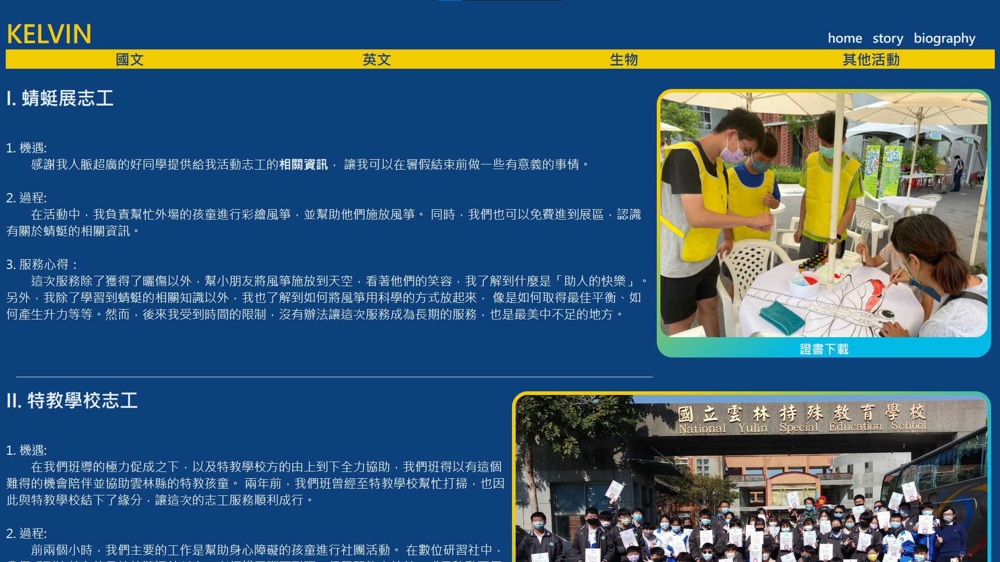 KELVIN
home story biography
國文 英文 生物 其他活動
I. 蜻蜓展志工
1. 機遇:
感謝我人脈超廣的好同學提供給我活動志工的相關資訊， 讓我可以在暑假結束前做一些有意義的事情。
2. 過程:
在活動中，我負責幫忙外場的孩童進行彩繪風箏，並幫助他們施放風箏。 同時，我們也可以免費進到展區，認識
有關於蜻蜓的相關資訊。
3. 服務心得：
這次服務除了獲得了曬傷以外，幫小朋友將風箏施放到天空，看著他們的笑容，我了解到什麼是「助人的快樂」。
另外，我除了學習到蜻蜓的相關知識以外，我也了解到如何將風箏用科學的方式放起來， 像是如何取得最佳平衡、如
何產生升力等等。然而，後來我受到時間的限制，沒有辦法讓這次服務成為長期的服務，也是最美中不足的地方。
證書下載
II. 特教學校志工
國立雲林特殊教育學校
National Yulin Special Education School
1. 機遇:
在我們班導的極力促成之下，以及特教學校方的由上到下全力協助，我們班得以有這個
難得的機會陪伴並協助雲林縣的特教孩童。 兩年前，我們班曾經至特教學校幫忙打掃，也因
此與特教學校結下了緣分，讓這次的志工服務順利成行。
2. 過程:
前兩個小時，我們主要的工作是幫助身心障礙的孩童進行社團活動。 在數位研習社中，